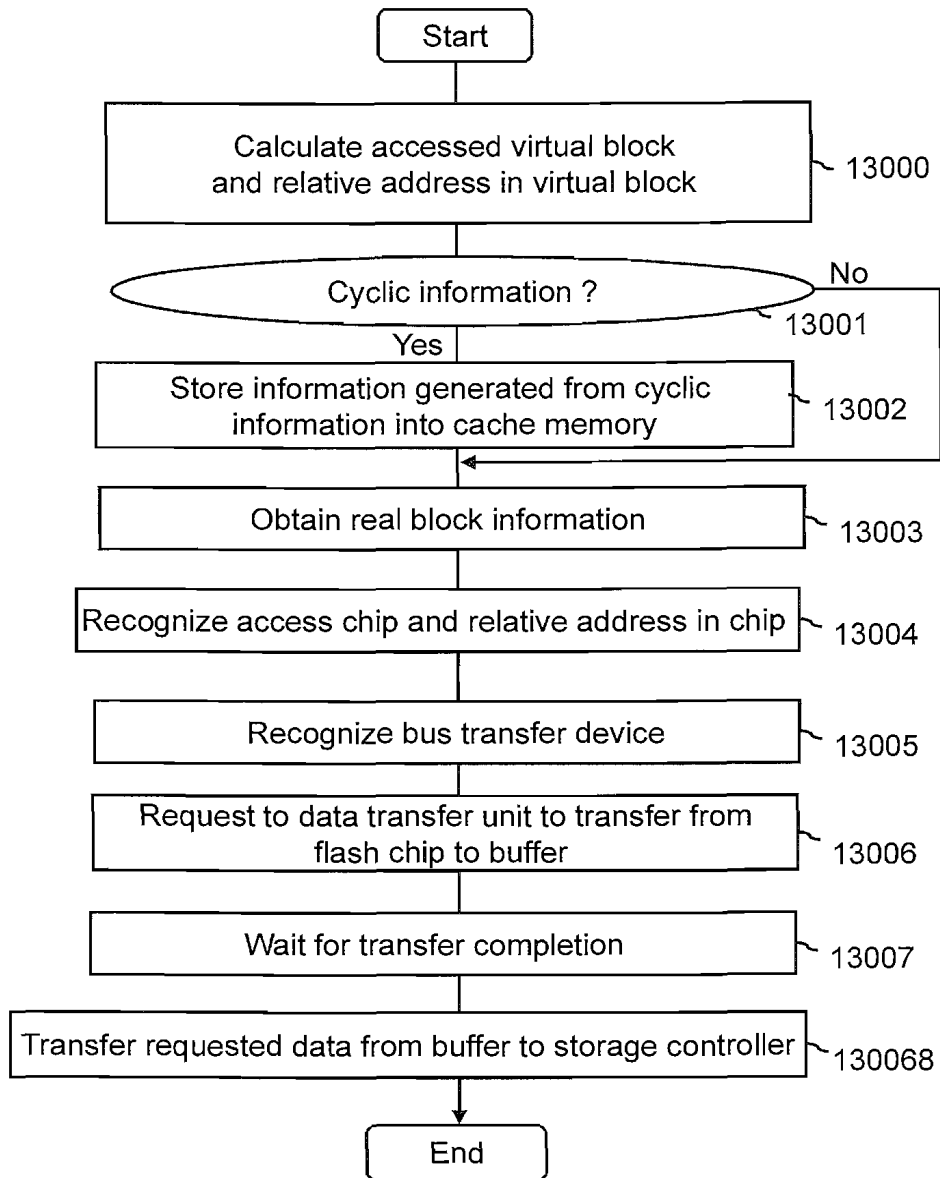 Start
Calculate accessed virtual block
and relative address in virtual block
13000
Cyclic information ?
No
13001
Yes
Store information generated from cyclic
information into cache memory
13002
Obtain real block information
13003
Recognize access chip and relative address in chip
13004
Recognize bus transfer device
13005
Request to data transfer unit to transfer from
flash chip to buffer
13006
Wait for transfer completion
13007
Transfer requested data from buffer to storage controller
130068
End